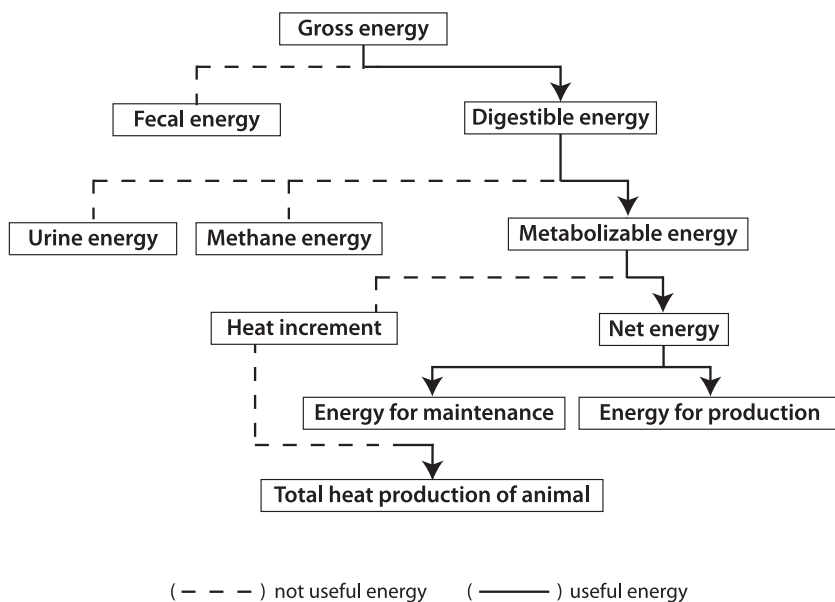 Gross energy
Fecal energy
Digestible energy
Urine energy
Methane energy
Metabolizable energy
Heat increment
Net energy
Energy for maintenance
Energy for production
Total heat production of animal
( – – – ) not useful energy ( —— ) useful energy